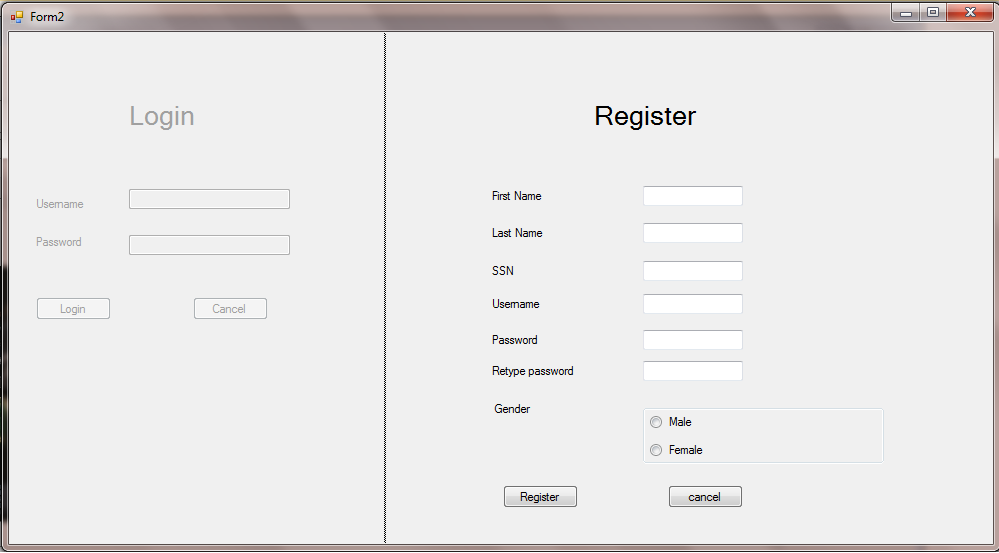 Form2
Login
Username
Password
Login
Cancel
Register
First Name
Last Name
SSN
Username
Password
Retype password
Gender
Male
Female
Register
cancel